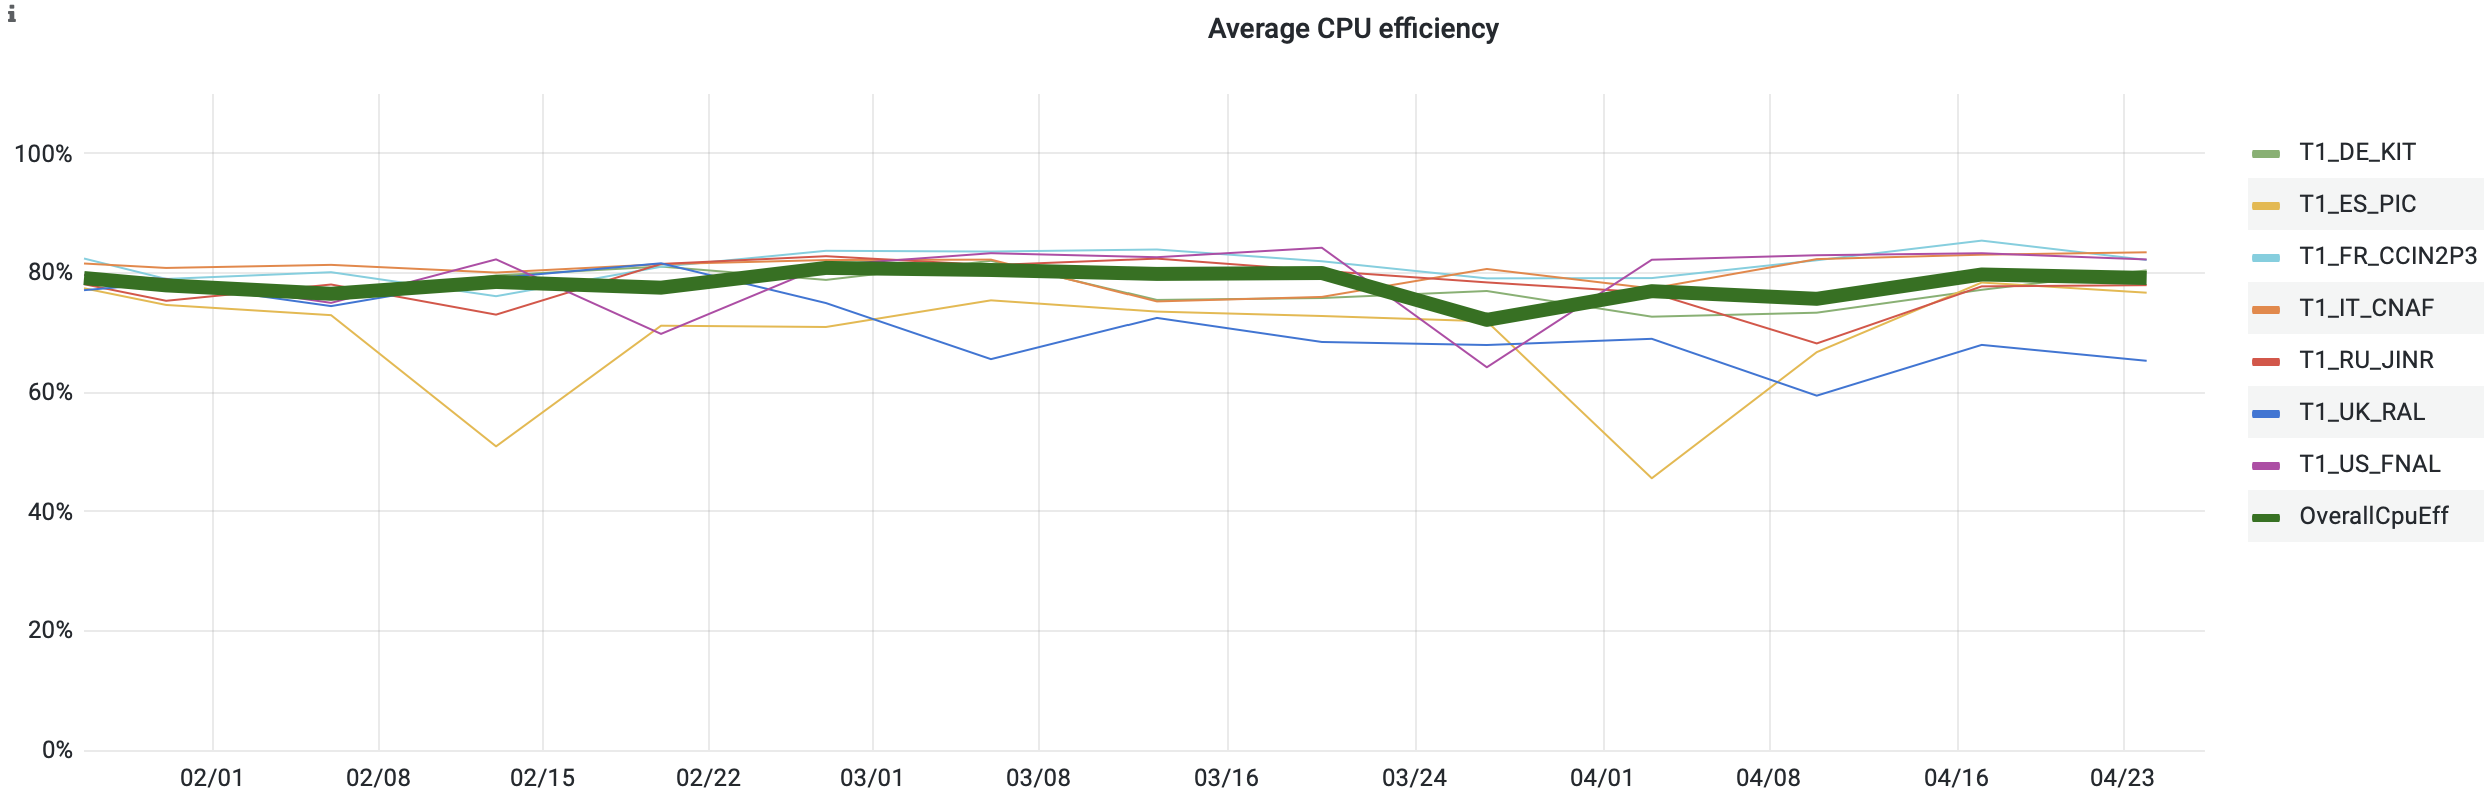 i
Average CPU efficiency
100%
80%
60%
40%
20%
0%
02/01 02/08 02/15 02/22 03/01 03/08 03/16 03/24 04/01 04/08 04/16 04/23
T1_DE_KIT
T1_ES_PIC
T1_FR_CCIN2P3
T1_IT_CNAF
T1_RU_JINR
T1_UK_RAL
T1_US_FNAL
OverallCpuEff